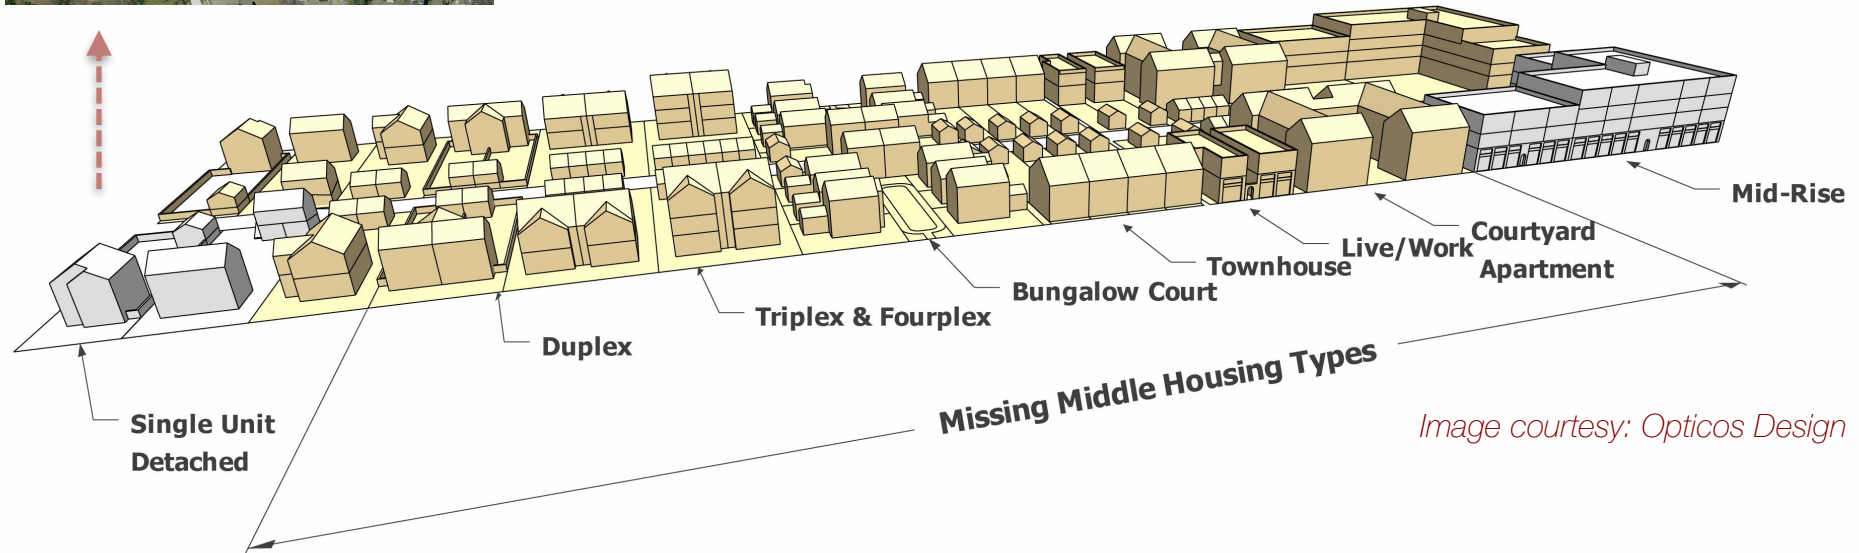 Single Unit
Detached
Duplex
Triplex & Fourplex
Bungalow Court
Townhouse
Live/Work
Courtyard
Apartment
Mid-Rise
Missing Middle Housing Types
Image courtesy: Opticos Design